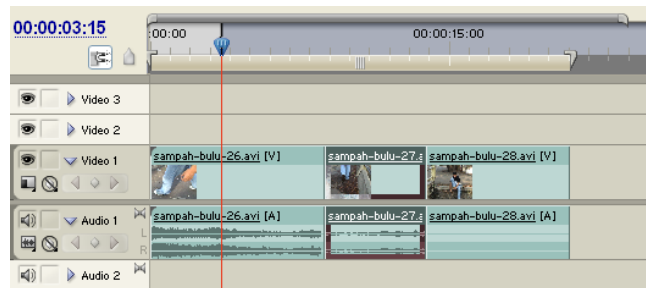 00:00:03:15
:00:00 00:00:15:00
Video 3
Video 2
Video 1
sampah-bulu-26.avi [V] sampah-bulu-27.a sampah-bulu-28.avi [V]
Audio 1
sampah-bulu-26.avi [A] sampah-bulu-27.a sampah-bulu-28.avi [A]
L
R
Audio 2